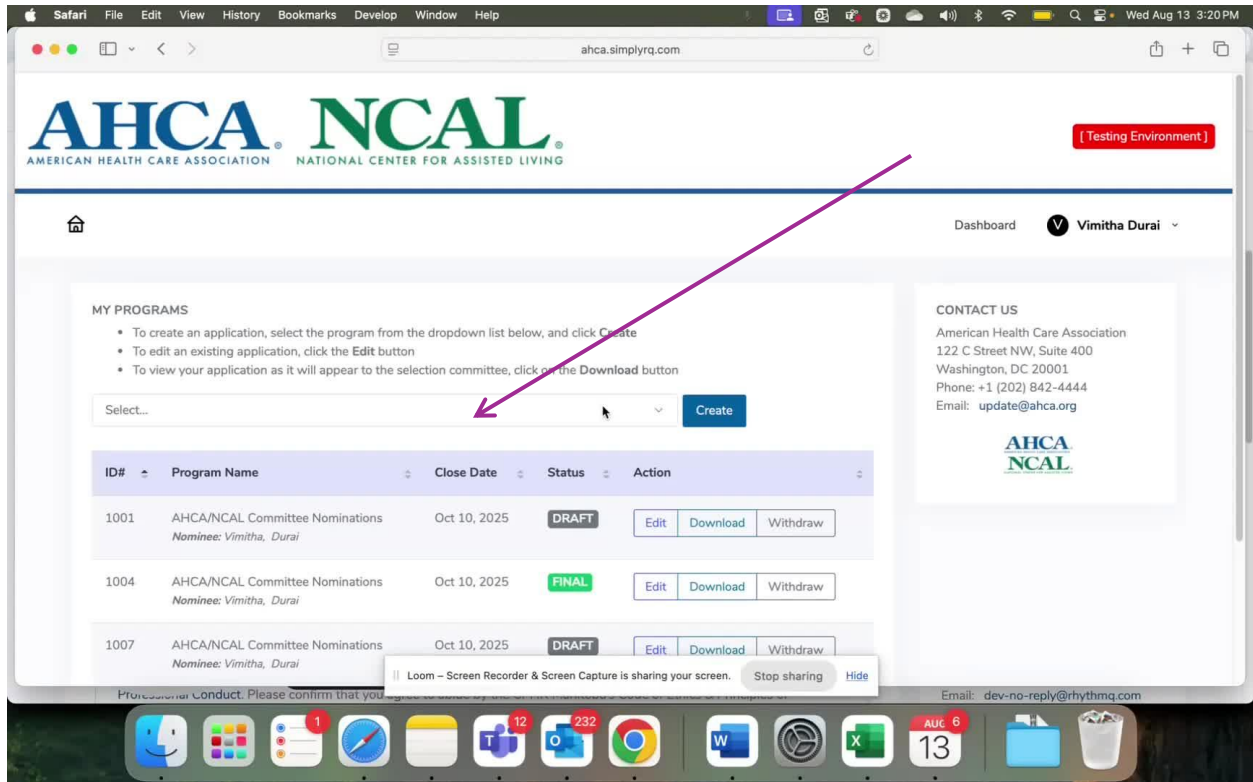 Safari File Edit View History Bookmarks Develop Window Help Wed Aug 13 3:20 PM
ahca.simplyrq.com
AHCA® NCAL®
AMERICAN HEALTH CARE ASSOCIATION NATIONAL CENTER FOR ASSISTED LIVING
[ Testing Environment ]
Dashboard V Vimitha Durai
MY PROGRAMS
• To create an application, select the program from the dropdown list below, and click Create
• To edit an existing application, click the Edit button
• To view your application as it will appear to the selection committee, click on the Download button
Select... Create
ID# Program Name Close Date Status Action
1001 AHCA/NCAL Committee Nominations Oct 10, 2025 DRAFT Edit Download Withdraw
Nominee: Vimitha, Durai
1004 AHCA/NCAL Committee Nominations Oct 10, 2025 FINAL Edit Download Withdraw
Nominee: Vimitha, Durai
1007 AHCA/NCAL Committee Nominations Oct 10, 2025 DRAFT Edit Download Withdraw
Nominee: Vimitha, Durai
CONTACT US
American Health Care Association
122 C Street NW, Suite 400
Washington, DC 20001
Phone: +1 (202) 842-4444
Email: update@ahca.org
AHCA
NCAL
Loom – Screen Recorder & Screen Capture is sharing your screen. Stop sharing Hide
Professional Conduct. Please confirm that you
Email: dev-no-reply@rhythmq.com
1 12 232 AUG 6
T O W X 13